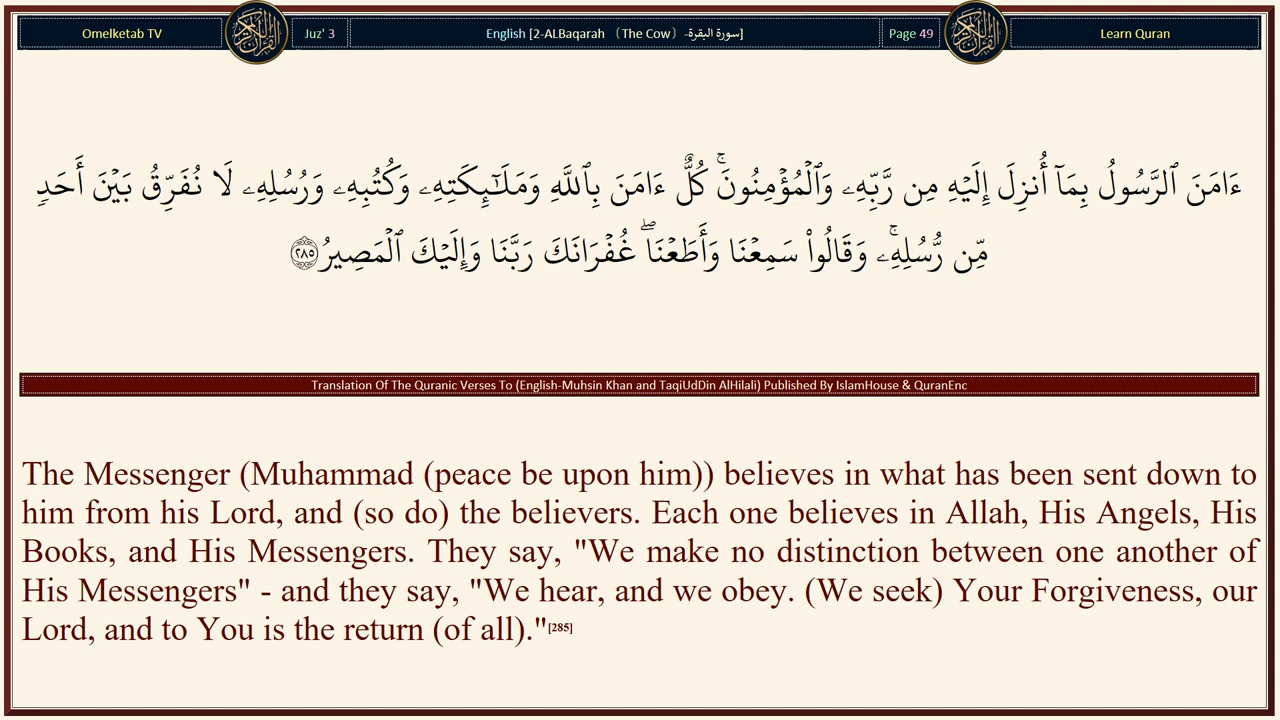 Omelketab TV
Juz' 3
English [2-ALBaqarah （The Cow）-سورة البقرة]
Page 49
Learn Quran
ءَامَنَ ٱلرَّسُولُ بِمَآ أُنزِلَ إِلَيْهِ مِن رَّبِّهِۦ وَٱلْمُؤْمِنُونَۚ كُلٌّ ءَامَنَ بِٱللَّهِ وَمَلَـٰٓئِكَتِهِۦ وَكُتُبِهِۦ وَرُسُلِهِۦ لَا نُفَرِّقُ بَيْنَ أَحَدٍ
مِّن رُّسُلِهِۦۚ وَقَالُوا۟ سَمِعْنَا وَأَطَعْنَاۖ غُفْرَانَكَ رَبَّنَا وَإِلَيْكَ ٱلْمَصِيرُ ٢٨٥
Translation Of The Quranic Verses To (English-Muhsin Khan and TaqiUdDin AlHilali) Published By IslamHouse & QuranEnc
The Messenger (Muhammad (peace be upon him)) believes in what has been sent down to
him from his Lord, and (so do) the believers. Each one believes in Allah, His Angels, His
Books, and His Messengers. They say, "We make no distinction between one another of
His Messengers" - and they say, "We hear, and we obey. (We seek) Your Forgiveness, our
Lord, and to You is the return (of all)."[285]